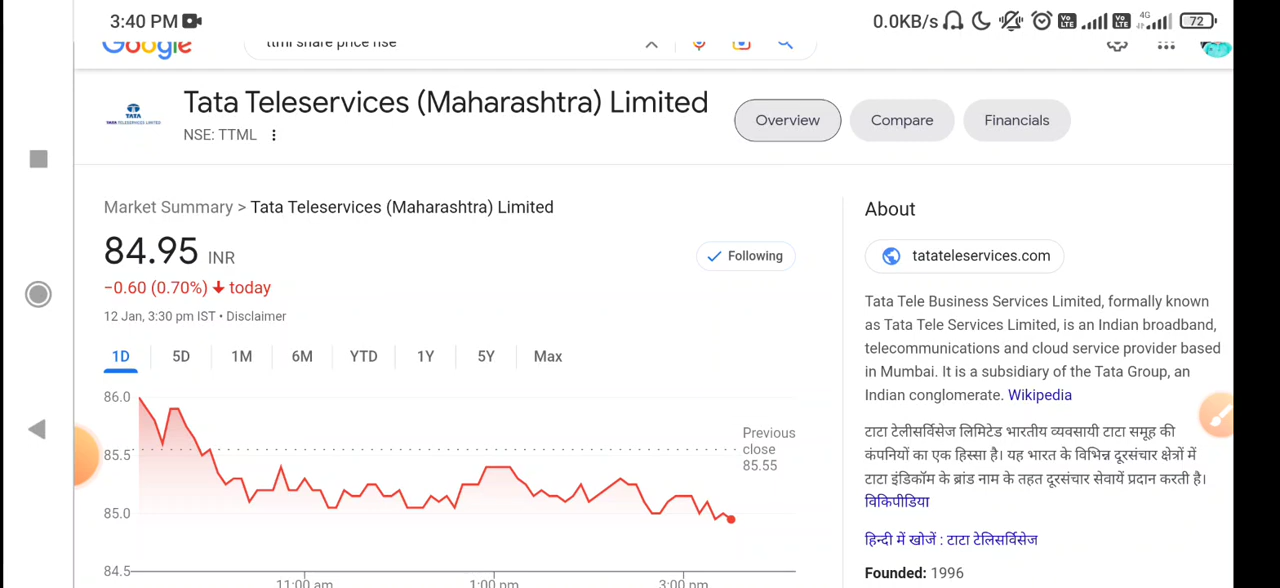 3:40 PM
0.0KB/s
4G
72
Google
ttml share price nse
Tata Teleservices (Maharashtra) Limited
NSE: TTML
Overview
Compare
Financials
TATA
TATA TELESERVICES LIMITED
Market Summary > Tata Teleservices (Maharashtra) Limited
84.95 INR
Following
−0.60 (0.70%) ↓ today
12 Jan, 3:30 pm IST • Disclaimer
1D 5D 1M 6M YTD 1Y 5Y Max
86.0
85.5
85.0
84.5
Previous
close
85.55
11:00 am 1:00 pm 3:00 pm
About
tatateleservices.com
Tata Tele Business Services Limited, formally known
as Tata Tele Services Limited, is an Indian broadband,
telecommunications and cloud service provider based
in Mumbai. It is a subsidiary of the Tata Group, an
Indian conglomerate. Wikipedia
टाटा टेलीसर्विसेज लिमिटेड भारतीय व्यवसायी टाटा समूह की
कंपनियों का एक हिस्सा है। यह भारत के विभिन्न दूरसंचार क्षेत्रों में
टाटा इंडिकॉम के ब्रांड नाम के तहत दूरसंचार सेवायें प्रदान करती है।
विकिपीडिया
हिन्दी में खोजें : टाटा टेलिसर्विसेज
Founded: 1996